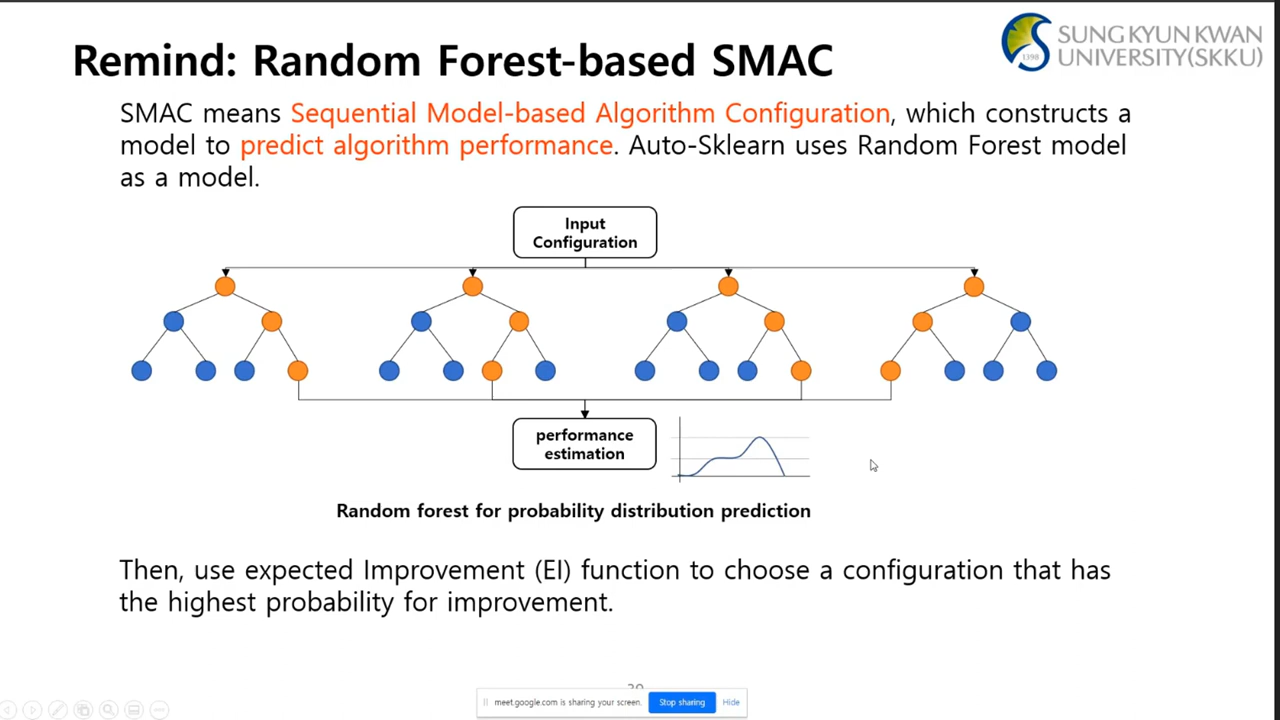 Remind: Random Forest-based SMAC
SUNG KYUN KWAN
UNIVERSITY(SKKU)
1398
SMAC means Sequential Model-based Algorithm Configuration, which constructs a
model to predict algorithm performance. Auto-Sklearn uses Random Forest model
as a model.
Input
Configuration
performance
estimation
Random forest for probability distribution prediction
Then, use expected Improvement (EI) function to choose a configuration that has
the highest probability for improvement.
meet.google.com is sharing your screen.
Stop sharing
Hide